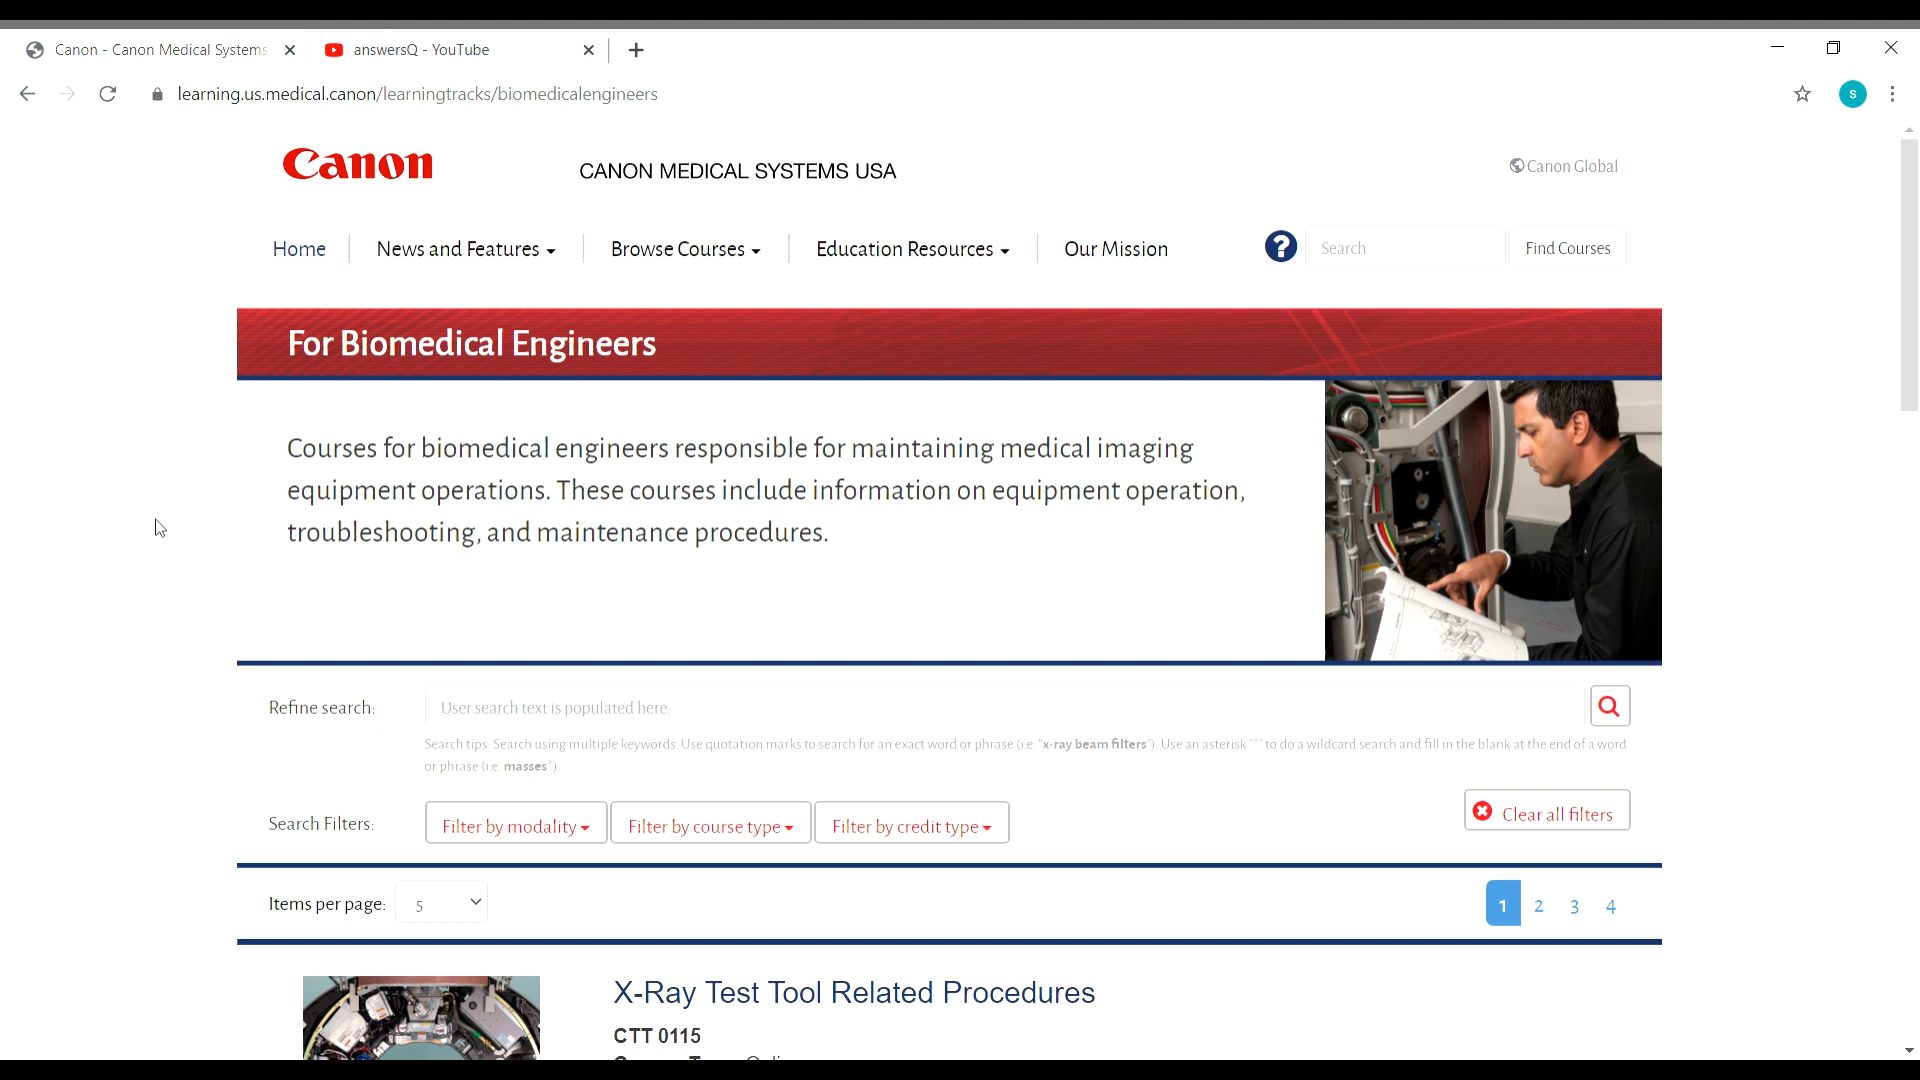 Canon - Canon Medical Systems
answersQ - YouTube
learning.us.medical.canon/learningtracks/biomedicalengineers
S
Canon
CANON MEDICAL SYSTEMS USA
Canon Global
Home
News and Features
Browse Courses
Education Resources
Our Mission
?
Search
Find Courses
For Biomedical Engineers
Courses for biomedical engineers responsible for maintaining medical imaging
equipment operations. These courses include information on equipment operation,
troubleshooting, and maintenance procedures.
Refine search:
User search text is populated here.
Search tips: Search using multiple keywords. Use quotation marks to search for an exact word or phrase (i.e. "x-ray beam filters"). Use an asterisk "*" to do a wildcard search and fill in the blank at the end of a word
or phrase (i.e. masses*)
Search Filters:
Filter by modality
Filter by course type
Filter by credit type
Clear all filters
Items per page:
5
1 2 3 4
X-Ray Test Tool Related Procedures
CTT 0115